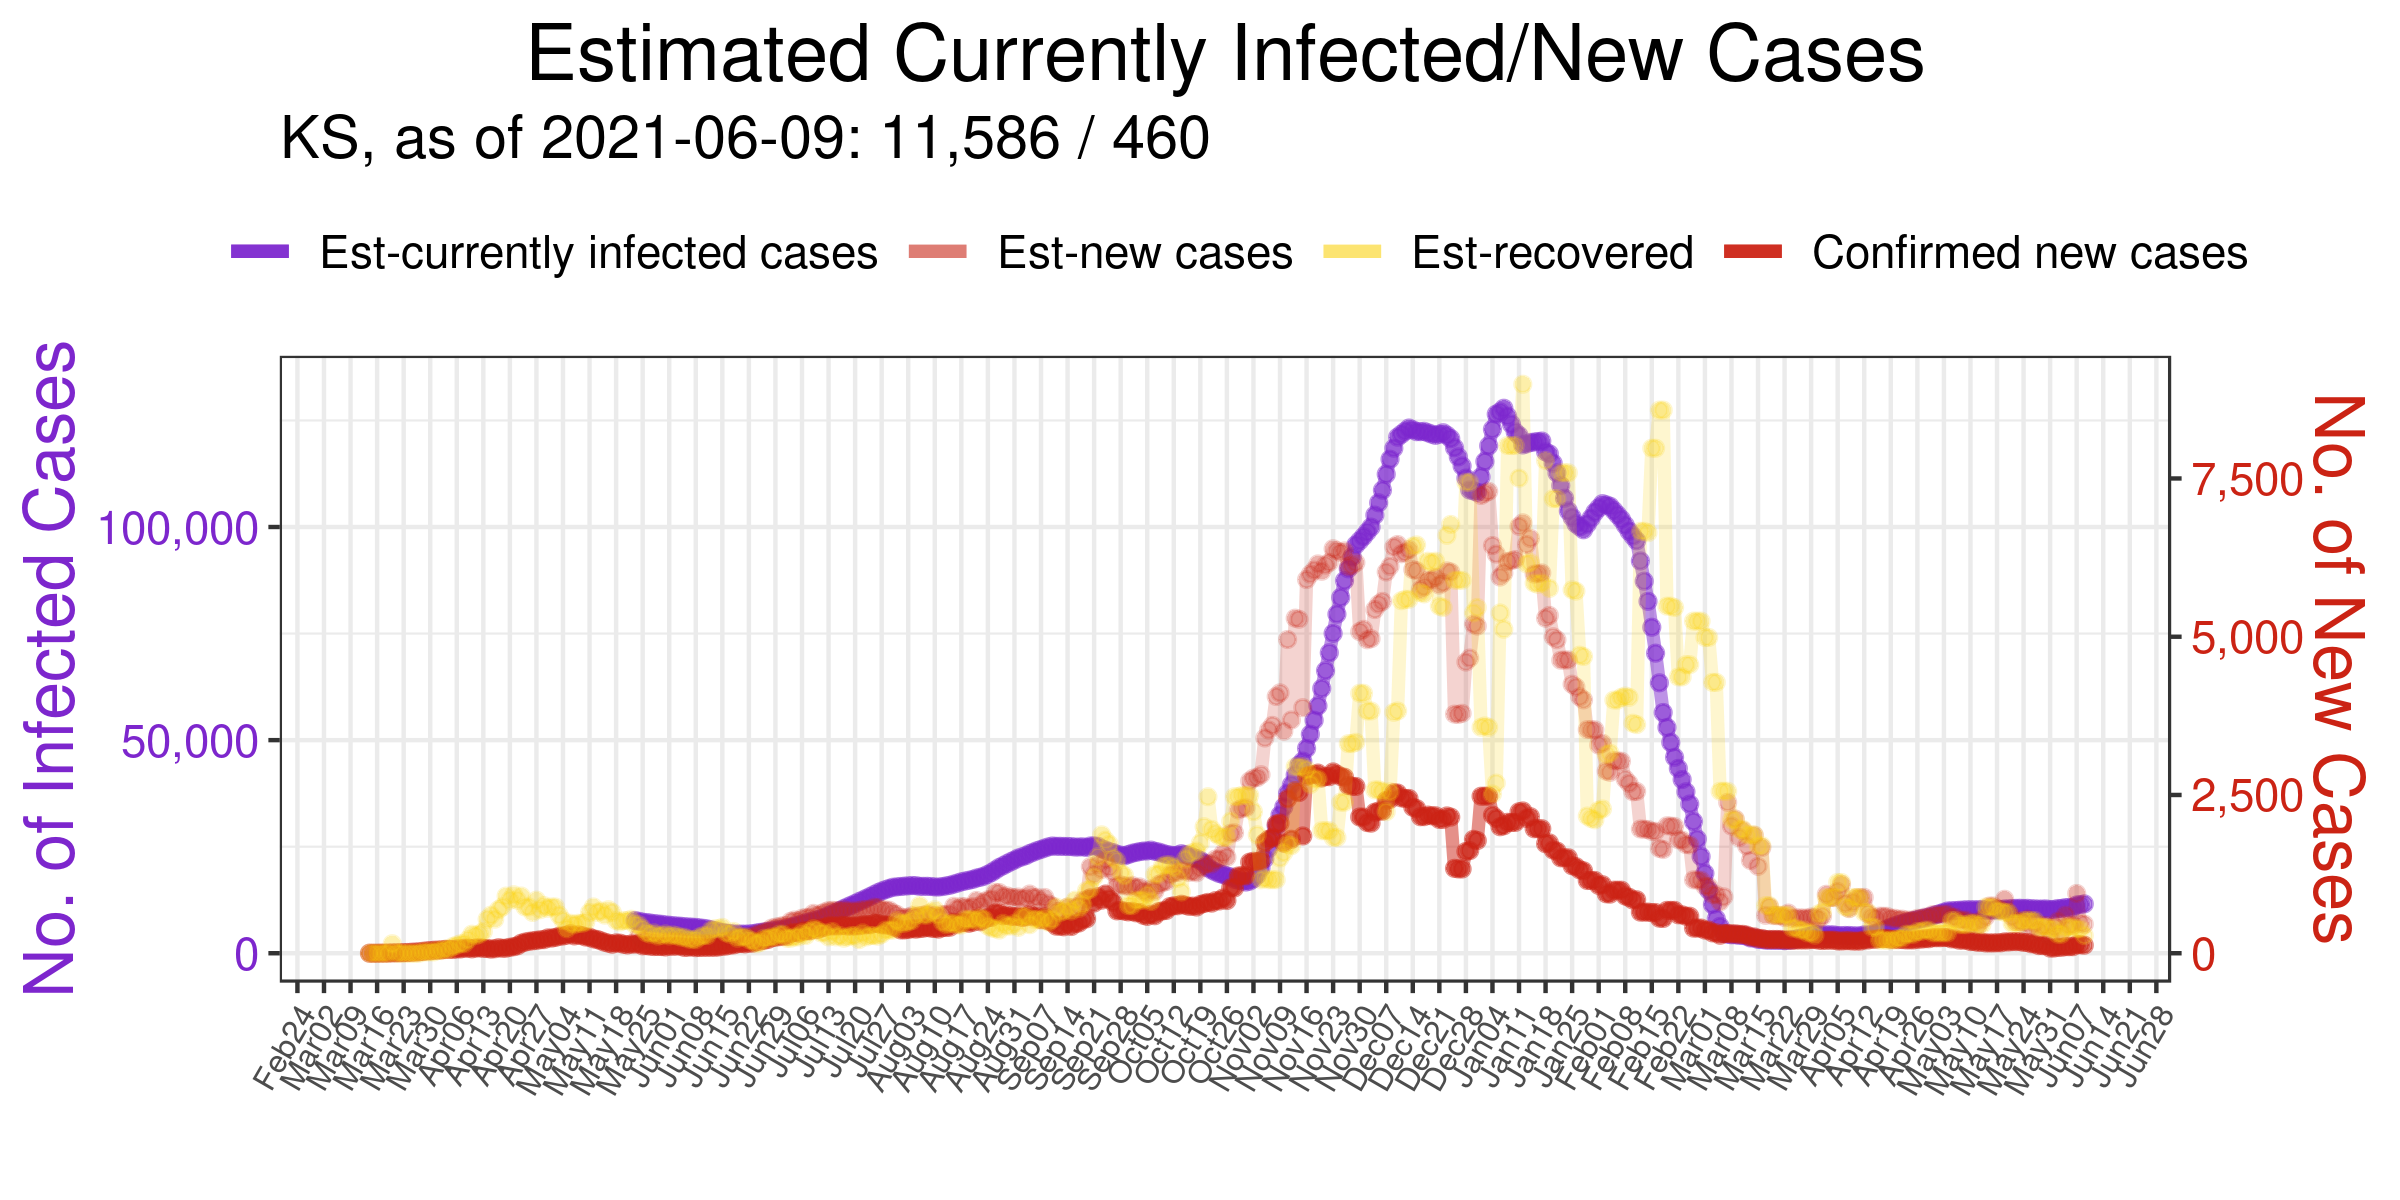 Estimated Currently Infected/New Cases
KS, as of 2021-06-09: 11,586 / 460
Est-currently infected cases Est-new cases Est-recovered Confirmed new cases
No. of Infected Cases
100,000
50,000
0
7,500
5,000
2,500
0
No. of New Cases
Feb24
Mar02
Mar09
Mar16
Mar23
Mar30
Apr06
Apr13
Apr20
Apr27
May04
May11
May18
May25
Jun01
Jun08
Jun15
Jun22
Jun29
Jul06
Jul13
Jul20
Jul27
Aug03
Aug10
Aug17
Aug24
Aug31
Sep07
Sep14
Sep21
Sep28
Oct05
Oct12
Oct19
Oct26
Nov02
Nov09
Nov16
Nov23
Nov30
Dec07
Dec14
Dec21
Dec28
Jan04
Jan11
Jan18
Jan25
Feb01
Feb08
Feb15
Feb22
Mar01
Mar08
Mar15
Mar22
Mar29
Apr05
Apr12
Apr19
Apr26
May03
May10
May17
May24
May31
Jun07
Jun14
Jun21
Jun28